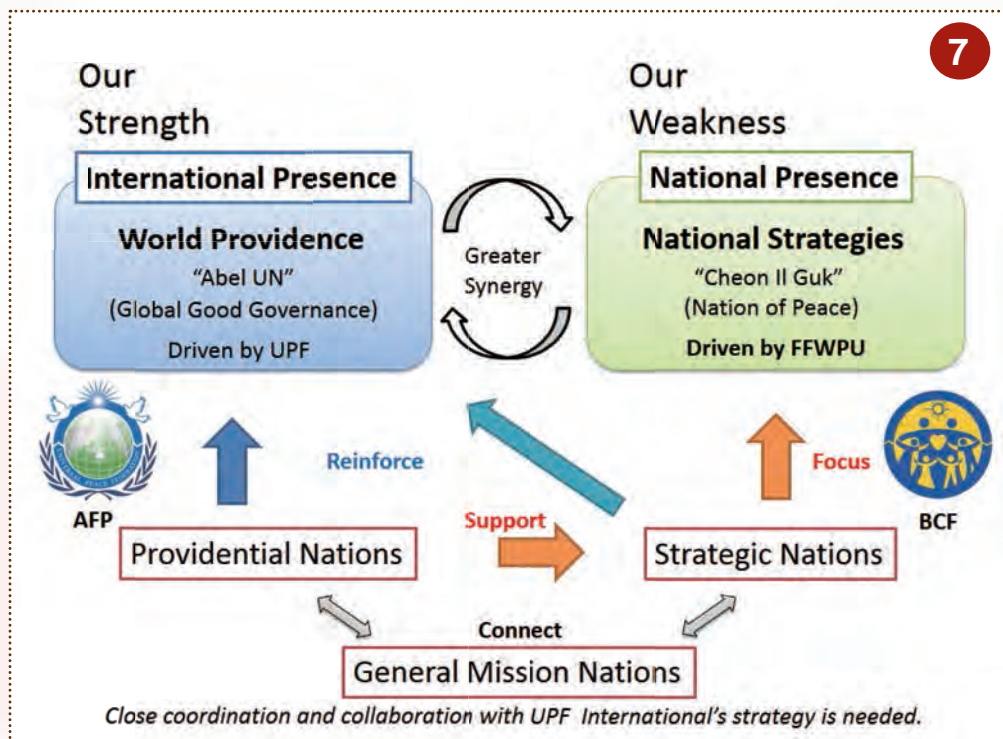 7
Our
Strength
Our
Weakness
International Presence
National Presence
World Providence
“Abel UN”
(Global Good Governance)
Driven by UPF
Greater
Synergy
National Strategies
“Cheon Il Guk”
(Nation of Peace)
Driven by FFWPU
Reinforce
Focus
AFP
Support
BCF
Providential Nations
Strategic Nations
Connect
General Mission Nations
Close coordination and collaboration with UPF International’s strategy is needed.